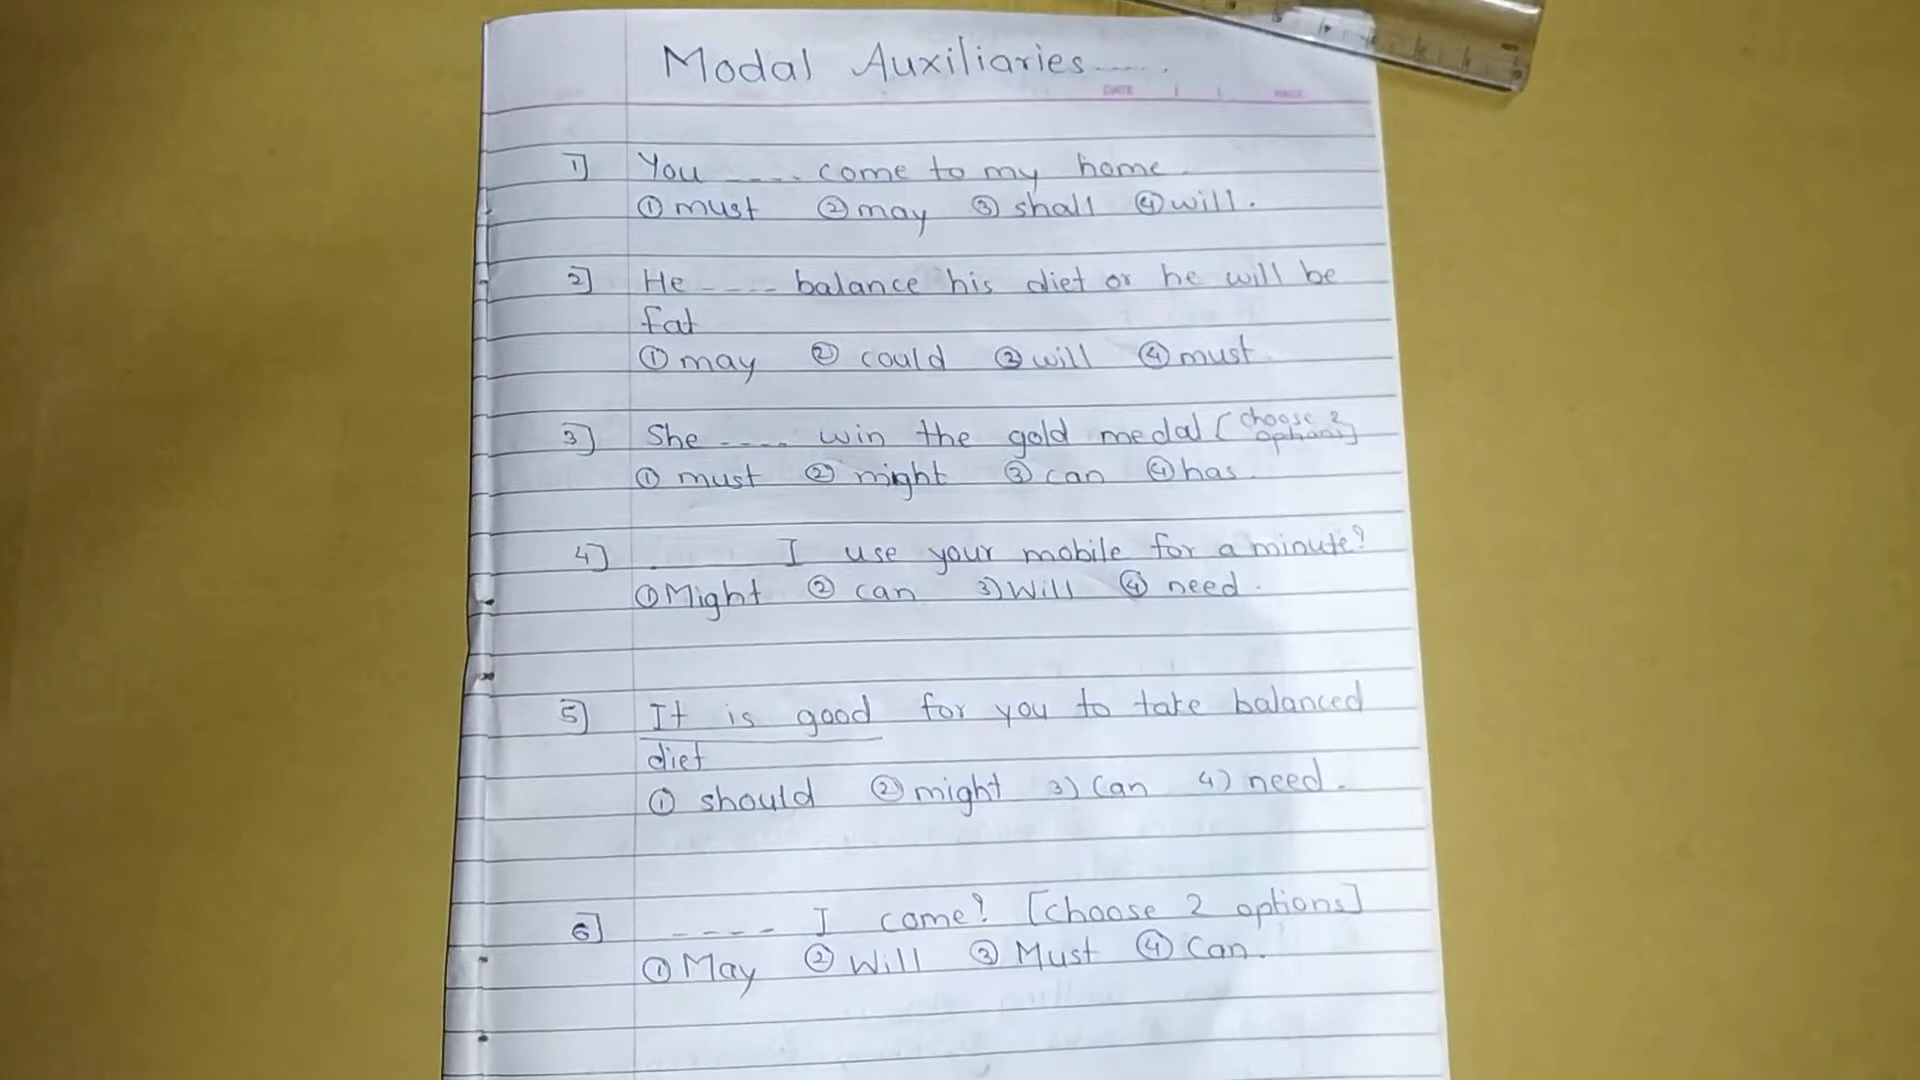 Modal Auxiliaries......
DATE / / PAGE
1] You ---- come to my home.
① must ② may ③ shall ④ will.
2] He ---- balance his diet or he will be
fat
① may ② could ③ will ④ must.
3] She ---- win the gold medal [choose 2
options]
① must ② might ③ can ④ has.
4] ---- I use your mobile for a minute?
① Might ② can 3) Will ④ need.
5] It is good for you to take balanced
diet
① should ② might 3) Can 4) need.
6] ---- I come? [choose 2 options]
① May ② Will ③ Must ④ Can.